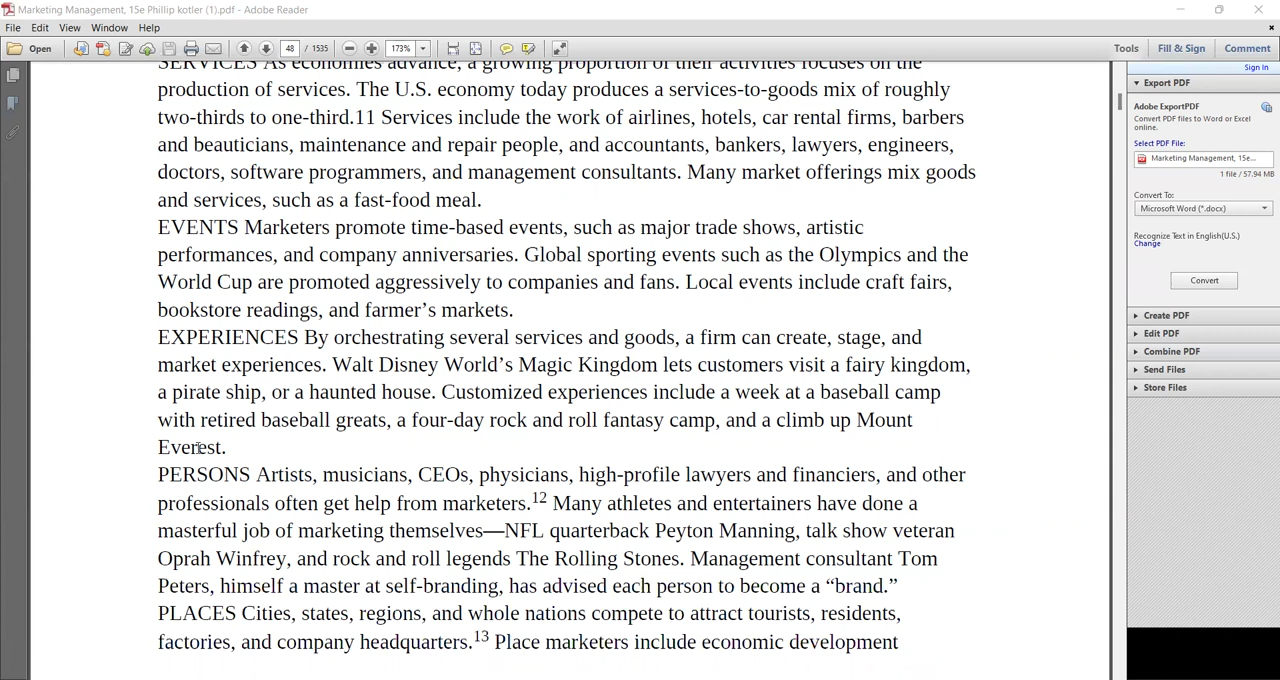 Marketing Management, 15e Phillip kotler (1).pdf - Adobe Reader
File Edit View Window Help
Open 48 / 1535 173% Tools Fill & Sign Comment
Sign In
Export PDF
Adobe ExportPDF
Convert PDF files to Word or Excel
online.
Select PDF File:
Marketing Management, 15e...
1 file / 57.94 MB
Convert To:
Microsoft Word (*.docx)
Recognize Text in English(U.S.)
Change
Convert
Create PDF
Edit PDF
Combine PDF
Send Files
Store Files
SERVICES As economies advance, a growing proportion of their activities focuses on the
production of services. The U.S. economy today produces a services-to-goods mix of roughly
two-thirds to one-third.11 Services include the work of airlines, hotels, car rental firms, barbers
and beauticians, maintenance and repair people, and accountants, bankers, lawyers, engineers,
doctors, software programmers, and management consultants. Many market offerings mix goods
and services, such as a fast-food meal.
EVENTS Marketers promote time-based events, such as major trade shows, artistic
performances, and company anniversaries. Global sporting events such as the Olympics and the
World Cup are promoted aggressively to companies and fans. Local events include craft fairs,
bookstore readings, and farmer’s markets.
EXPERIENCES By orchestrating several services and goods, a firm can create, stage, and
market experiences. Walt Disney World’s Magic Kingdom lets customers visit a fairy kingdom,
a pirate ship, or a haunted house. Customized experiences include a week at a baseball camp
with retired baseball greats, a four-day rock and roll fantasy camp, and a climb up Mount
Everest.
PERSONS Artists, musicians, CEOs, physicians, high-profile lawyers and financiers, and other
professionals often get help from marketers.12 Many athletes and entertainers have done a
masterful job of marketing themselves—NFL quarterback Peyton Manning, talk show veteran
Oprah Winfrey, and rock and roll legends The Rolling Stones. Management consultant Tom
Peters, himself a master at self-branding, has advised each person to become a “brand.”
PLACES Cities, states, regions, and whole nations compete to attract tourists, residents,
factories, and company headquarters.13 Place marketers include economic development